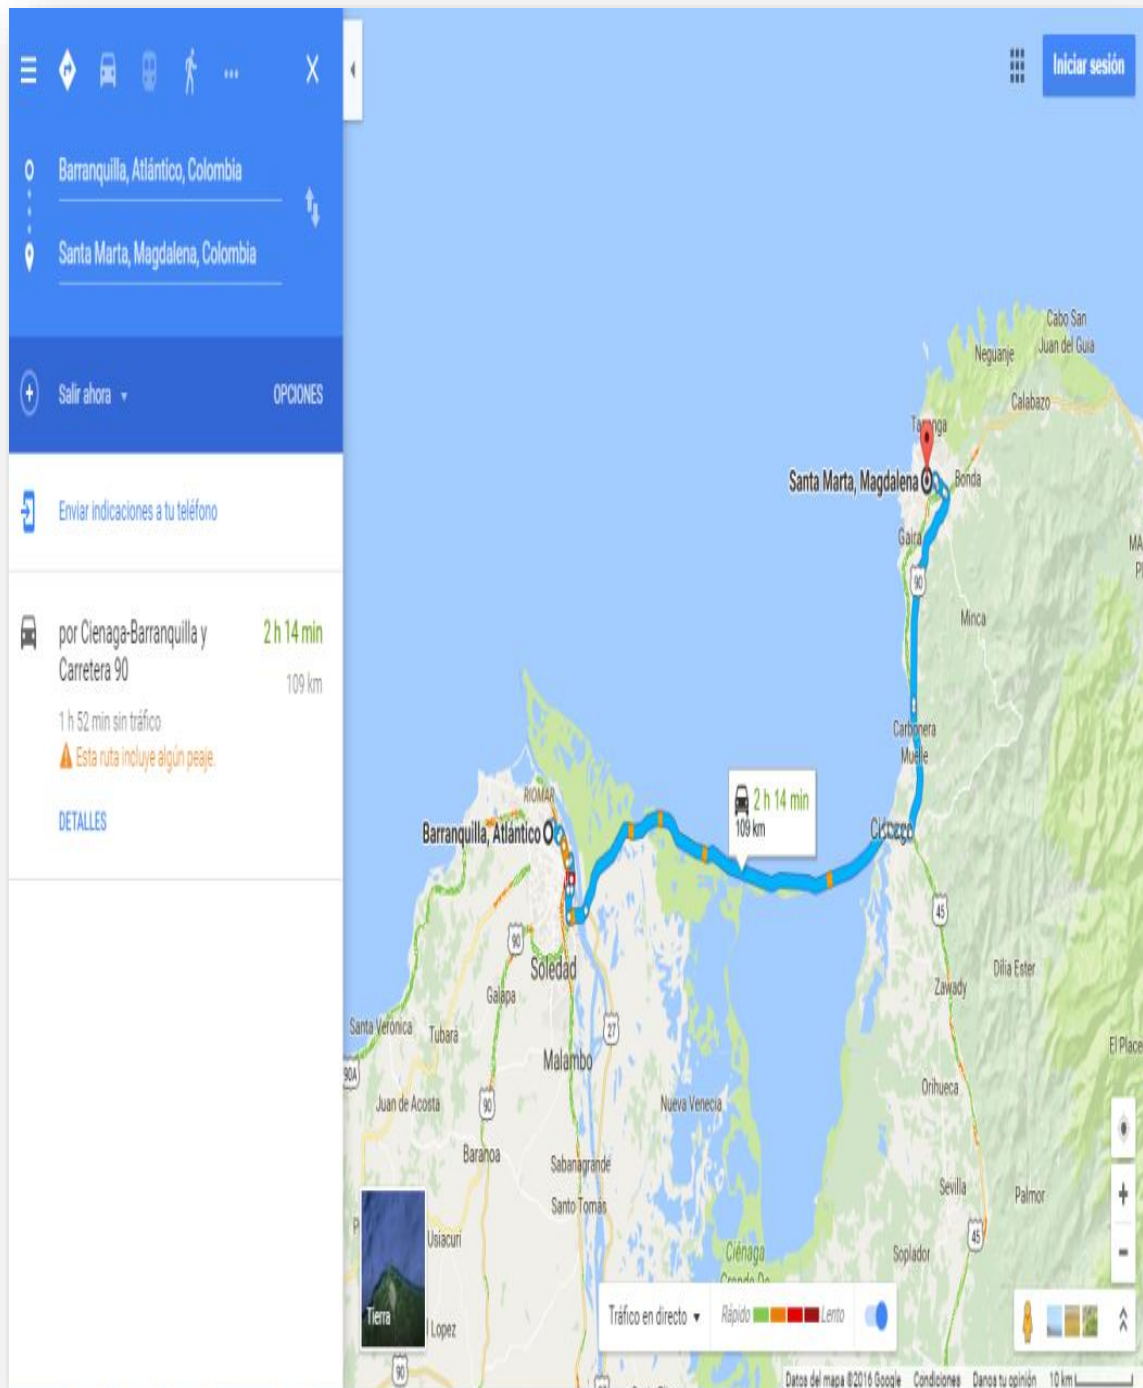 Iniciar sesión
Barranquilla, Atlántico, Colombia
Santa Marta, Magdalena, Colombia
Salir ahora
OPCIONES
Enviar indicaciones a tu teléfono
por Cienaga-Barranquilla y
Carretera 90
2 h 14 min
109 km
1 h 52 min sin tráfico
Esta ruta incluye algún peaje.
DETALLES
Cabo San
Juan del Guia
Neguanje
Calabazo
Santa Marta, Magdalena
Bonda
Gaira
90
Minca
Carbonera
Muelle
2 h 14 min
109 km
RIOMAR
Barranquilla, Atlántico
45
90
Soledad
Galapa
Dilia Ester
Zawady
Santa Verónica
Tubara
27
Malambo
El Place
90A
Juan de Acosta
90
Nueva Venecia
Orihueca
Baranoa
Sabanagrande
Santo Tomás
Sevilla
Palmor
Usiacuri
45
Soplador
Ciénaga
Grande De
Tierra
l Lopez
Tráfico en directo
Rápido
Lento
90
Datos del mapa ©2016 Google
Condiciones
Danos tu opinión
10 km